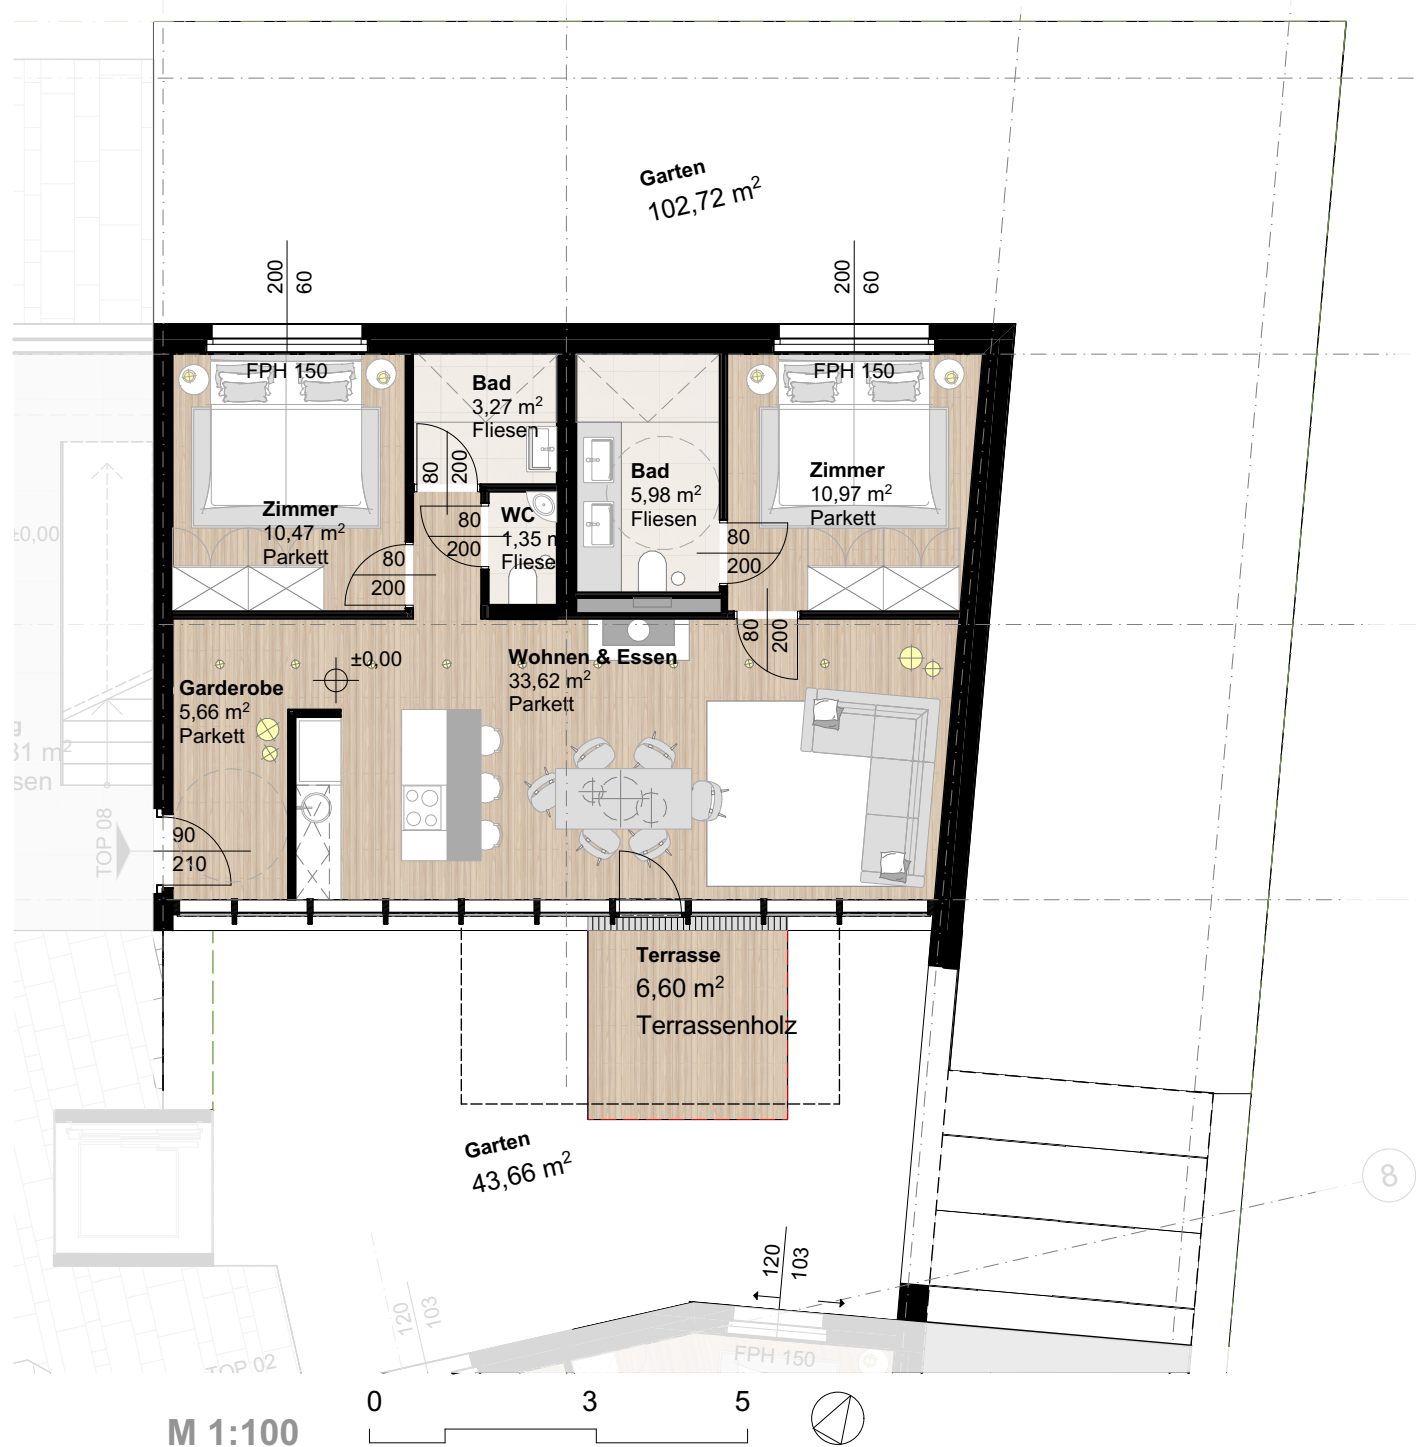 Garten
102,72 m²
200
60
200
60
FPH 150
FPH 150
Bad
3,27 m²
Fliesen
80
200
Bad
5,98 m²
Fliesen
Zimmer
10,97 m²
Parkett
Zimmer
10,47 m²
Parkett
WC
1,35 m
Fliese
80
200
80
200
80
200
80
200
±0,00
±0,00
Wohnen & Essen
33,62 m²
Parkett
Garderobe
5,66 m²
Parkett
g
31 m²
sen
TOP 08
90
210
Terrasse
6,60 m²
Terrassenholz
Garten
43,66 m²
8
120
103
120
103
FPH 150
TOP 02
0 3 5
M 1:100